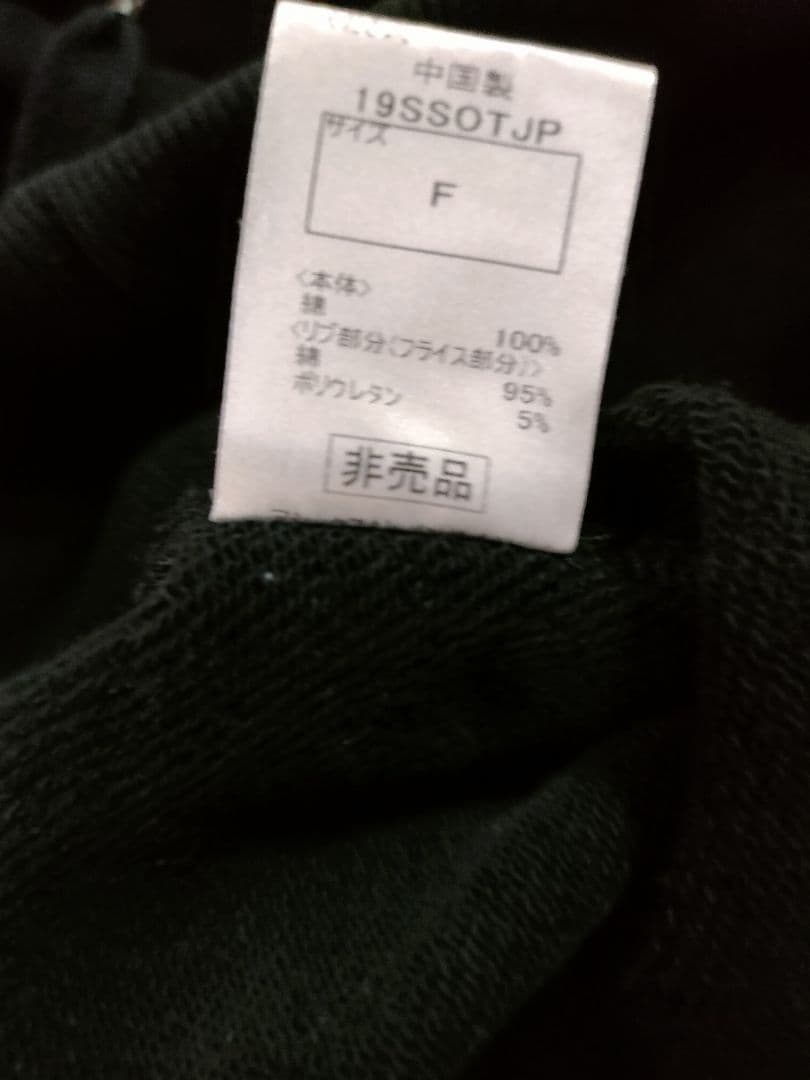 中国製
19SSOTJP
サイズ
F
〈本体〉
綿 100%
〈リブ部分(フライス部分)〉
綿 95%
ポリウレタン 5%
非売品